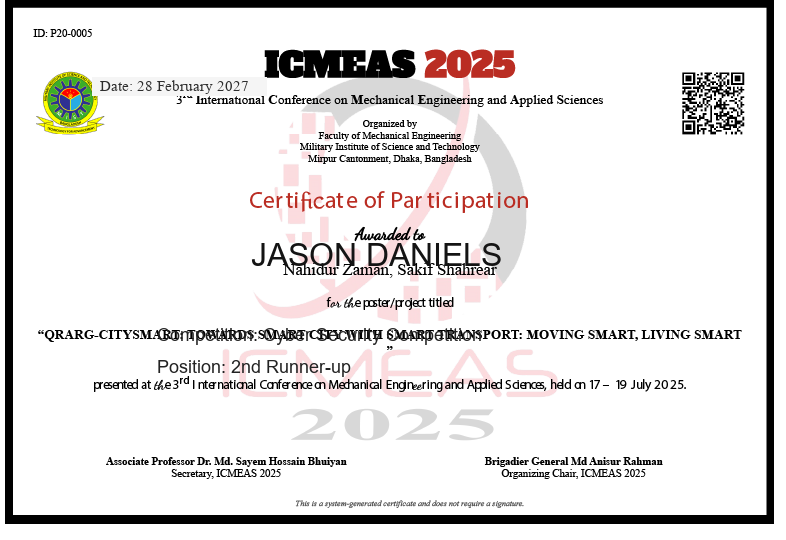 ID: P20-0005
ICMEAS 2025
Date: 28 February 2027
3rd International Conference on Mechanical Engineering and Applied Sciences
Organized by
Faculty of Mechanical Engineering
Military Institute of Science and Technology
Mirpur Cantonment, Dhaka, Bangladesh
Certificate of Participation
Awarded to
JASON DANIELS
Nahidur Zaman, Sakif Shahrear
for the poster/project titled
“QRARG-CITYSMART: TOWARDS SMART CITY WITH SMART TRANSPORT: MOVING SMART, LIVING SMART
”
Competition: Cyber Security Competition
Position: 2nd Runner-up
ICMEAS
presented at the 3rd International Conference on Mechanical Engineering and Applied Sciences, held on 17 – 19 July 2025.
2025
Associate Professor Dr. Md. Sayem Hossain Bhuiyan
Secretary, ICMEAS 2025
Brigadier General Md Anisur Rahman
Organizing Chair, ICMEAS 2025
This is a system-generated certificate and does not require a signature.